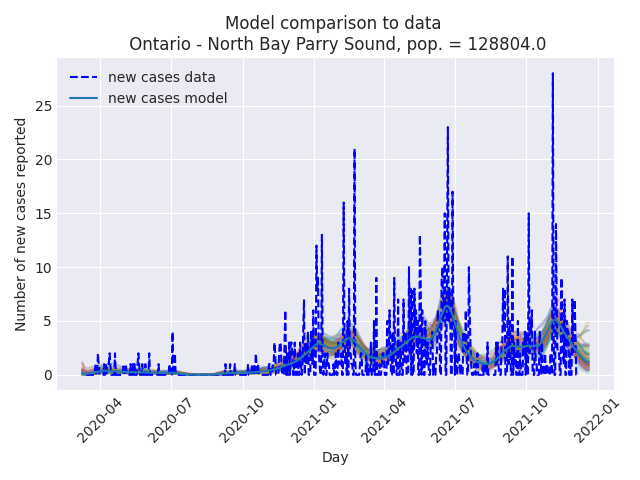 Model comparison to data
Ontario - North Bay Parry Sound, pop. = 128804.0
new cases data
new cases model
Number of new cases reported
25
20
15
10
5
0
2020-04
2020-07
2020-10
2021-01
2021-04
2021-07
2021-10
2022-01
Day